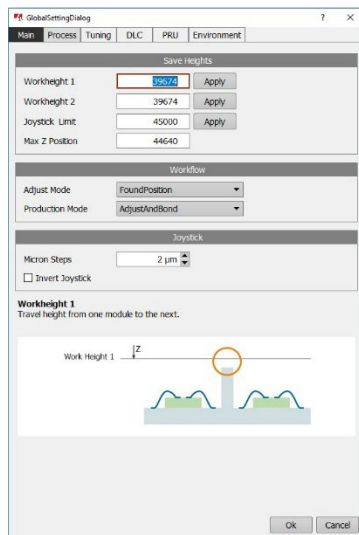 GlobalSettingDialog ? ×
Main Process Tuning DLC PRU Environment
Save Heights
Workheight 1 39674 Apply
Workheight 2 39674 Apply
Joystick Limit 45000 Apply
Max Z Position 44640
Workflow
Adjust Mode FoundPosition
Production Mode AdjustAndBond
Joystick
Micron Steps 2 µm
Invert Joystick
Workheight 1
Travel height from one module to the next.
Work Height 1 Z
Ok Cancel